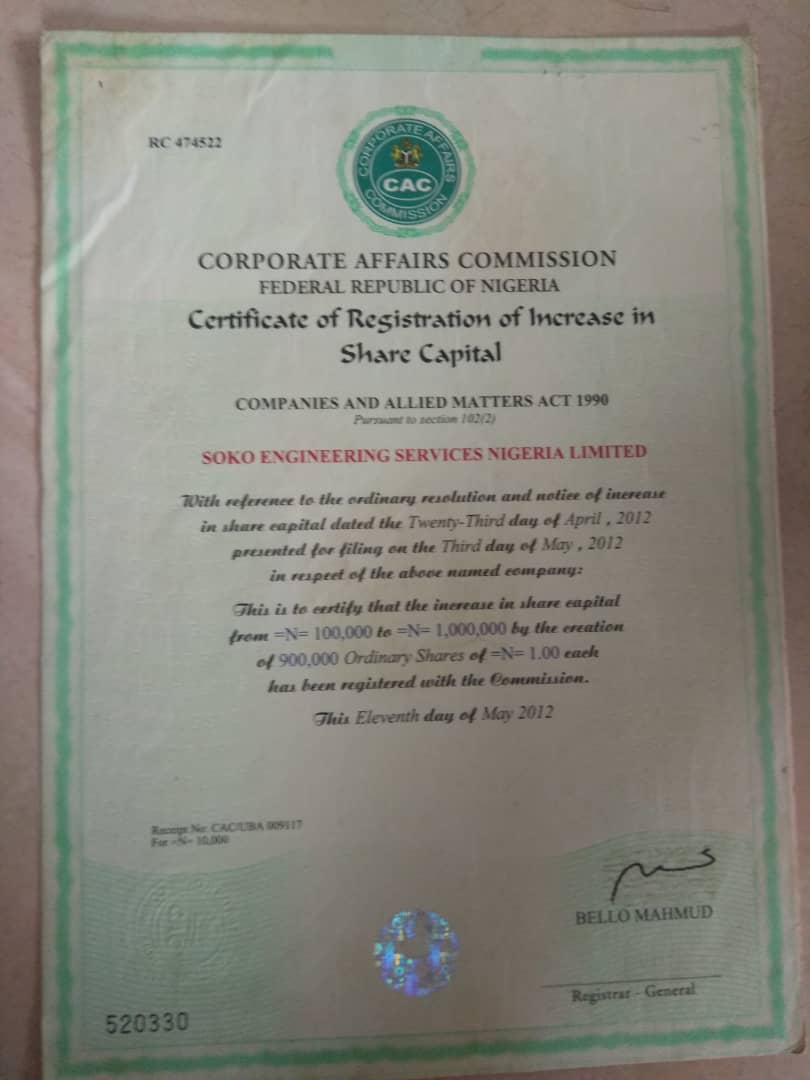 RC 474522
CORPORATE AFFAIRS COMMISSION
CAC
CORPORATE AFFAIRS COMMISSION
FEDERAL REPUBLIC OF NIGERIA
Certificate of Registration of Increase in
Share Capital
COMPANIES AND ALLIED MATTERS ACT 1990
Pursuant to section 102(2)
SOKO ENGINEERING SERVICES NIGERIA LIMITED
With reference to the ordinary resolution and notice of increase
in share capital dated the Twenty-Third day of April , 2012
presented for filing on the Third day of May , 2012
in respect of the above named company:
This is to certify that the increase in share capital
from =N= 100,000 to =N= 1,000,000 by the creation
of 900,000 Ordinary Shares of =N= 1.00 each
has been registered with the Commission.
This Eleventh day of May 2012
Receipt No: CAC/UBA 009117
For =N= 10,000
BELLO MAHMUD
Registrar - General
520330